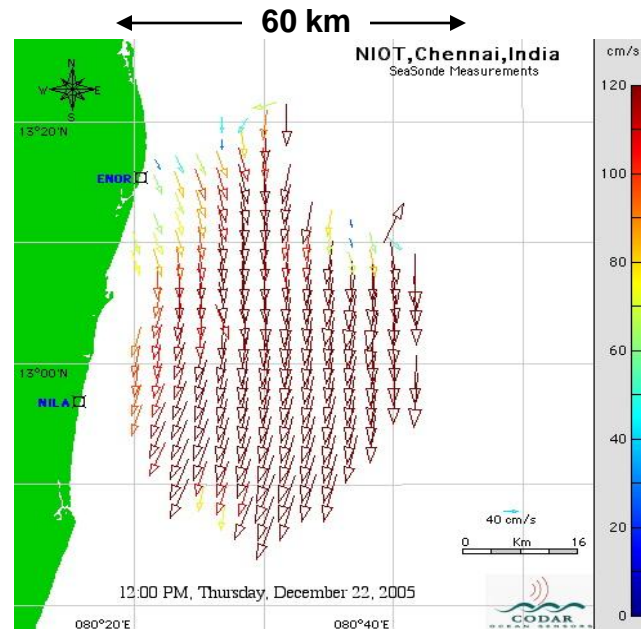 60 km
NIOT,Chennai,India
SeaSonde Measurements
cm/s
N
W E
S
120
100
80
60
40
20
0
13°20'N
ENOR
13°00'N
NILA
40 cm/s
0 Km 16
12:00 PM, Thursday, December 22, 2005
080°20'E
080°40'E
CODAR
OCEAN SENSORS